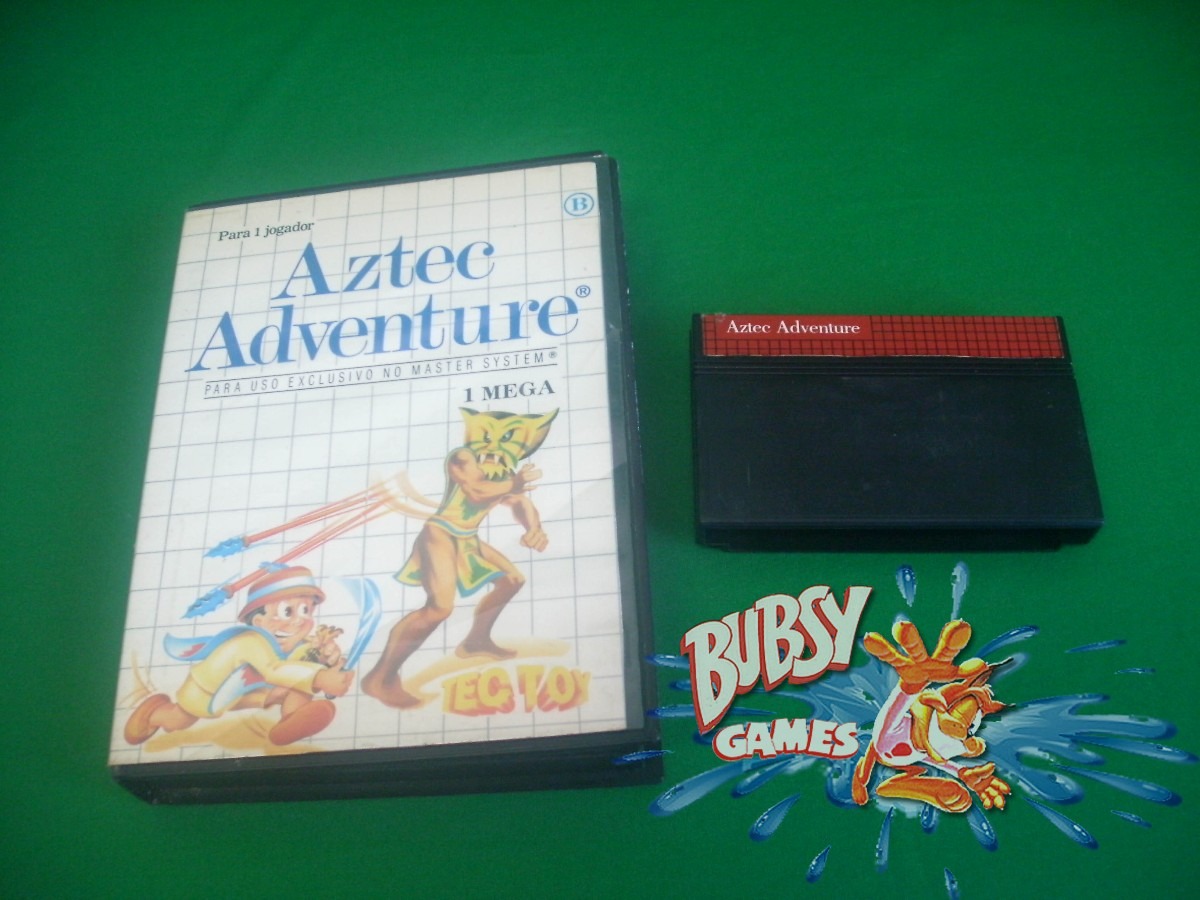 Para 1 jogador
B
Aztec
Adventure®
PARA USO EXCLUSIVO NO MASTER SYSTEM®
1 MEGA
TEC TOY
Aztec Adventure
BUBSY
GAMES